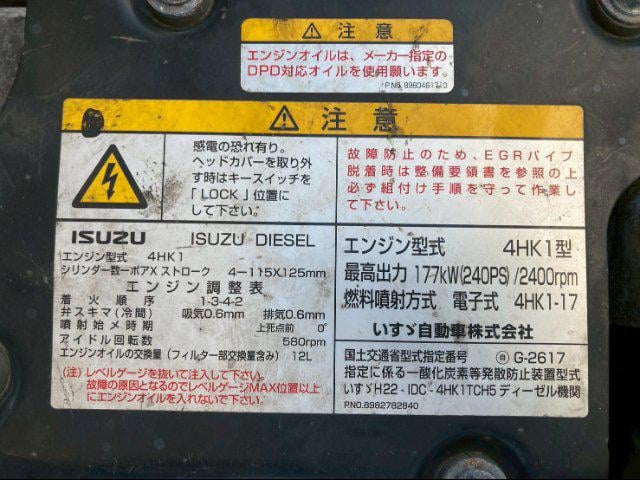 注意
エンジンオイルは、メーカー指定の
DPD対応オイルを使用願います。
P.NO. 8980461710
注意
感電の恐れ有り。
ヘッドカバーを取り外
す時はキースイッチを
「LOCK」位置に
して下さい。
故障防止のため、EGRパイプ
脱着時は整備要領書を参照の上
必ず組付け手順を守って作業し
て下さい。
ISUZU ISUZU DIESEL
エンジン型式 4HK1
シリンダー数−ボアXストローク 4−115X125mm
エンジン調整表
着火順序 1-3-4-2
弁スキマ(冷間) 吸気0.6mm 排気0.6mm
噴射始メ時期 上死点前 0°
アイドル回転数 580rpm
エンジンオイルの交換量(フィルター部交換量含み) 12L
(注)レベルゲージを抜いて注入して下さい。
故障の原因となるのでレベルゲージMAX位置以上
にエンジンオイルを入れないで下さい。
エンジン型式 4HK1型
最高出力 177kW(240PS)/2400rpm
燃料噴射方式 電子式 4HK1-17
いすゞ自動車株式会社
国土交通省型式指定番号 自 G-2617
指定に係る一酸化炭素等発散防止装置型式
いすゞH22-IDC-4HK1TCH5ディーゼル機関
P.NO.8982782840